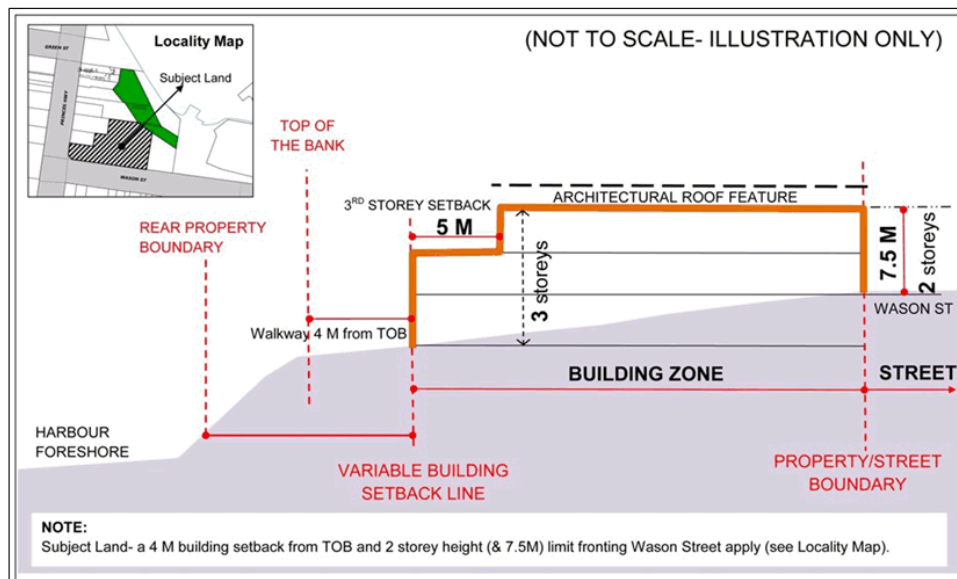 (NOT TO SCALE- ILLUSTRATION ONLY)
Locality Map
Subject Land
GREEN ST
PRINCES HWY
WASON ST
TOP OF
THE BANK
REAR PROPERTY
BOUNDARY
3RD STOREY SETBACK
5 M
ARCHITECTURAL ROOF FEATURE
3 storeys
7.5 M
2 storeys
WASON ST
Walkway 4 M from TOB
BUILDING ZONE
STREET
HARBOUR
FORESHORE
VARIABLE BUILDING
SETBACK LINE
PROPERTY/STREET
BOUNDARY
NOTE:
Subject Land- a 4 M building setback from TOB and 2 storey height (& 7.5M) limit fronting Wason Street apply (see Locality Map).